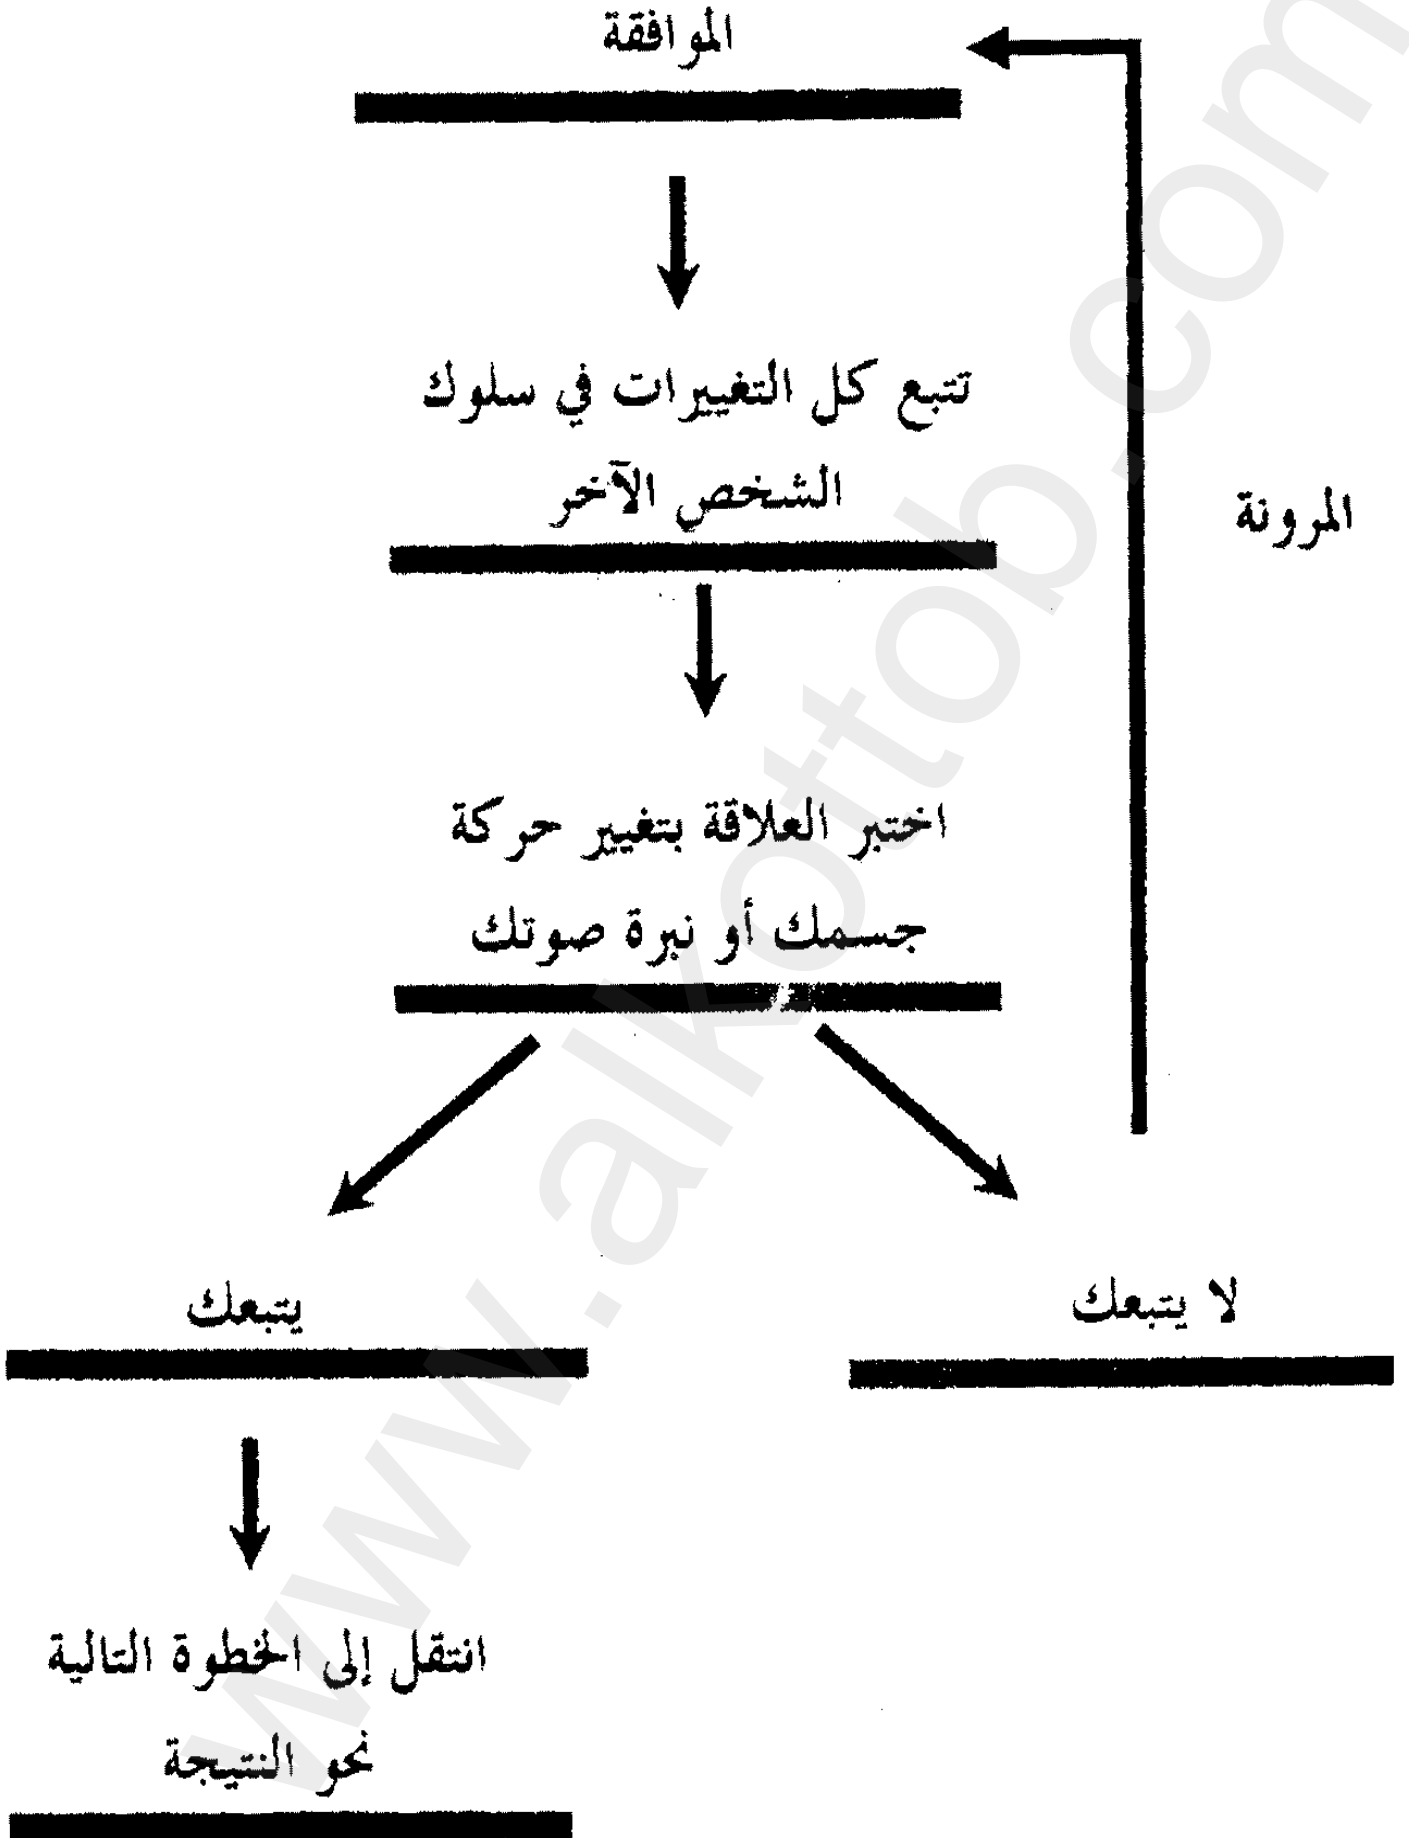 الموافقة
تتبع كل التغييرات في سلوك
الشخص الآخر
المرونة
اختبر العلاقة بتغيير حركة
جسمك أو نبرة صوتك
لا يتبعك
يتبعك
انتقل إلى الخطوة التالية
نحو النتيجة
www.alkottob.com